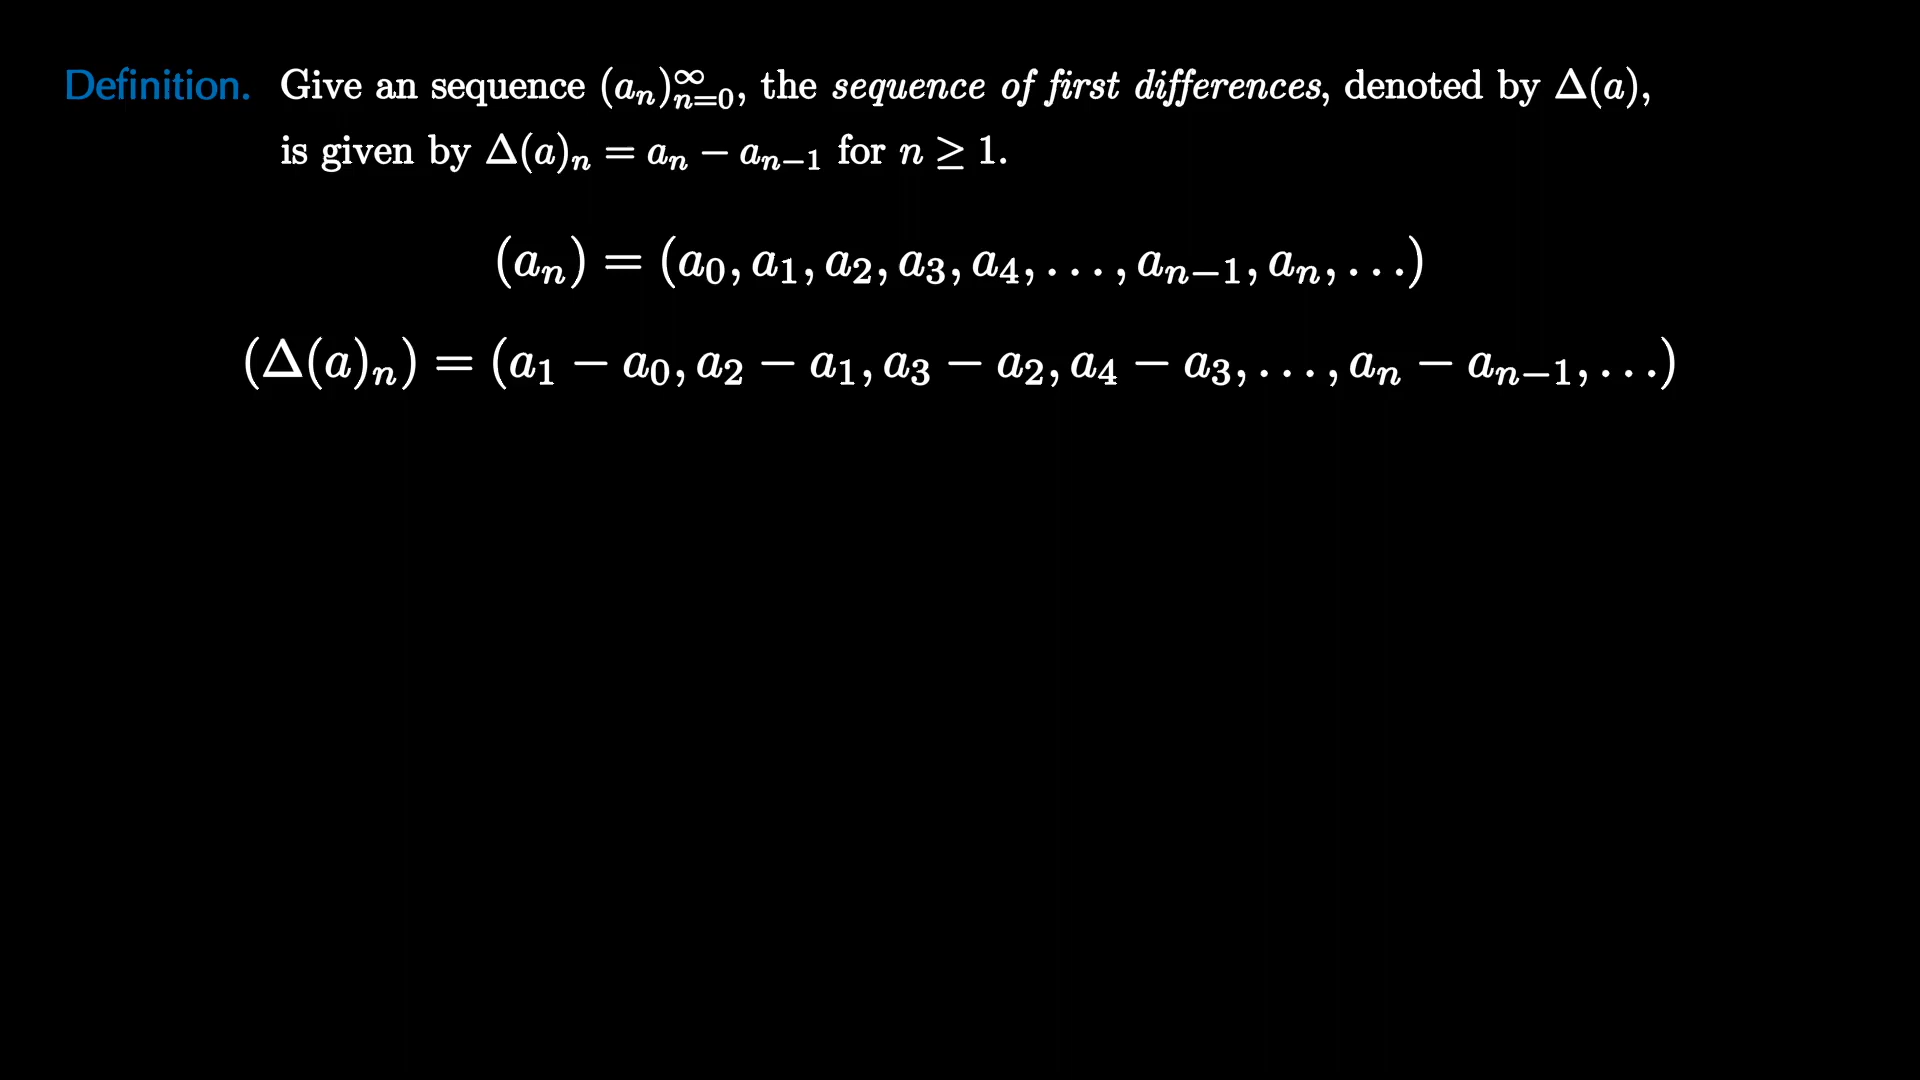 Definition. Give an sequence $(a_n)_{n=0}^{\infty}$, the sequence of first differences, denoted by $\Delta(a)$,
is given by $\Delta(a)_n = a_n - a_{n-1}$ for $n \geq 1$.
$(a_n) = (a_0, a_1, a_2, a_3, a_4, \ldots, a_{n-1}, a_n, \ldots)$
$(\Delta(a)_n) = (a_1 - a_0, a_2 - a_1, a_3 - a_2, a_4 - a_3, \ldots, a_n - a_{n-1}, \ldots)$